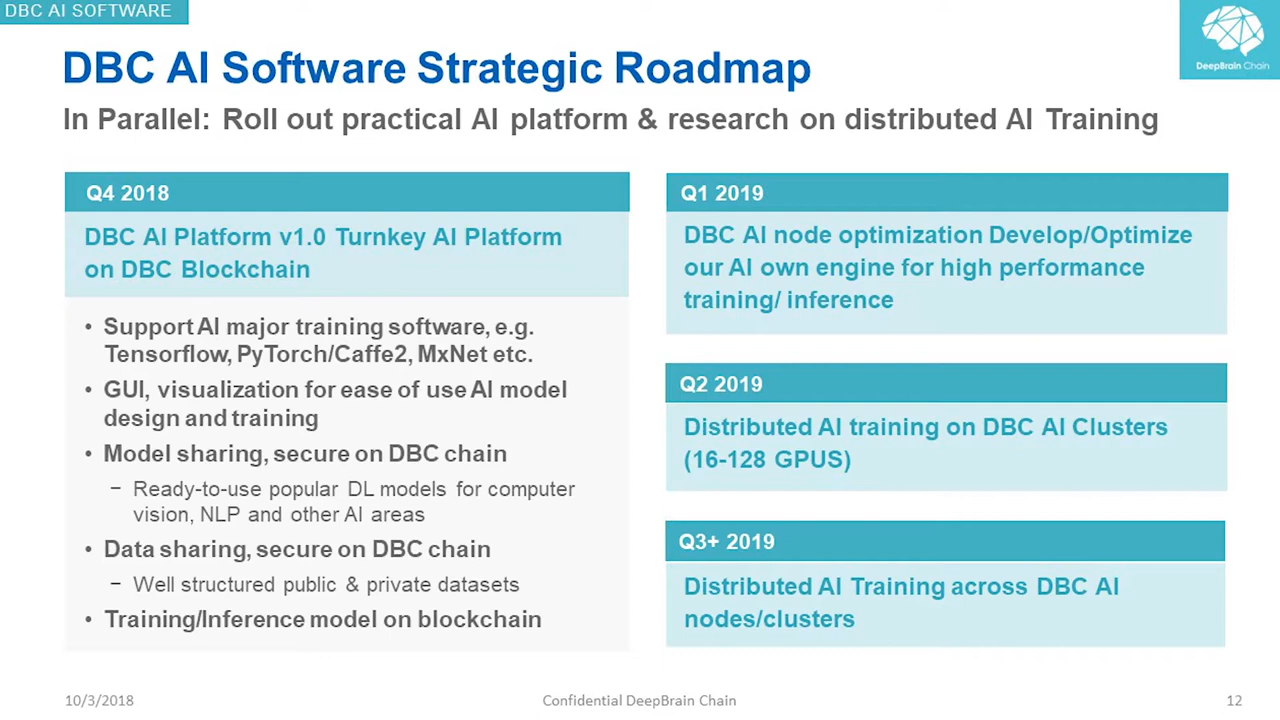 DBC AI SOFTWARE
DeepBrain Chain
DBC AI Software Strategic Roadmap
In Parallel: Roll out practical AI platform & research on distributed AI Training
Q4 2018
DBC AI Platform v1.0 Turnkey AI Platform
on DBC Blockchain
• Support AI major training software, e.g.
Tensorflow, PyTorch/Caffe2, MxNet etc.
• GUI, visualization for ease of use AI model
design and training
• Model sharing, secure on DBC chain
− Ready-to-use popular DL models for computer
vision, NLP and other AI areas
• Data sharing, secure on DBC chain
− Well structured public & private datasets
• Training/Inference model on blockchain
Q1 2019
DBC AI node optimization Develop/Optimize
our AI own engine for high performance
training/ inference
Q2 2019
Distributed AI training on DBC AI Clusters
(16-128 GPUS)
Q3+ 2019
Distributed AI Training across DBC AI
nodes/clusters
10/3/2018
Confidential DeepBrain Chain
12